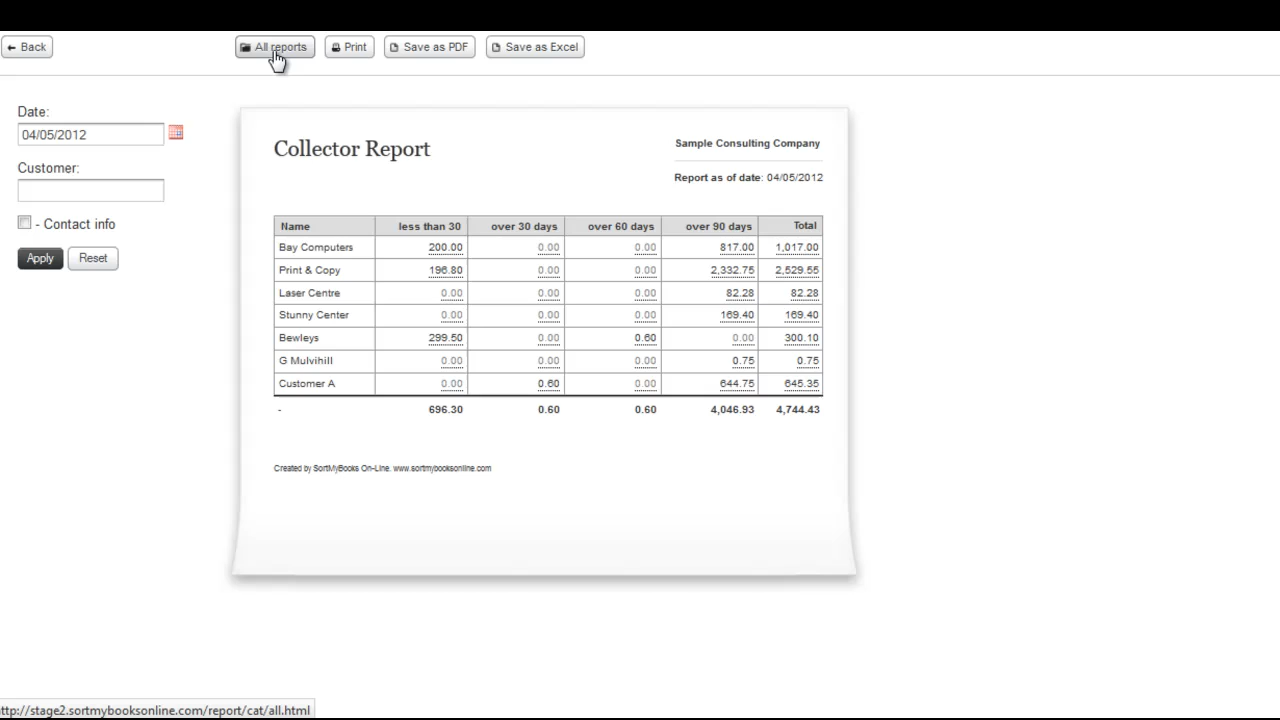 Back All reports Print Save as PDF Save as Excel
Date:
04/05/2012
Customer:
- Contact info
Apply Reset
Collector Report
Sample Consulting Company
Report as of date: 04/05/2012
Name less than 30 over 30 days over 60 days over 90 days Total
Bay Computers 200.00 0.00 0.00 817.00 1,017.00
Print & Copy 196.80 0.00 0.00 2,332.75 2,529.55
Laser Centre 0.00 0.00 0.00 82.28 82.28
Stunny Center 0.00 0.00 0.00 169.40 169.40
Bewleys 299.50 0.00 0.60 0.00 300.10
G Mulvihill 0.00 0.00 0.00 0.75 0.75
Customer A 0.00 0.60 0.00 644.75 645.35
- 696.30 0.60 0.60 4,046.93 4,744.43
Created by SortMyBooks On-Line. www.sortmybooksonline.com
ttp://stage2.sortmybooksonline.com/report/cat/all.html